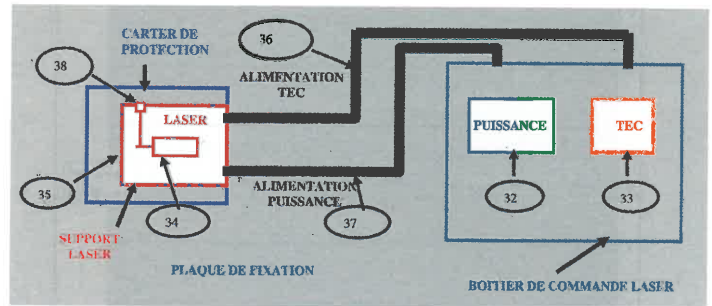 CARTER DE
PROTECTION
36
38
ALIMENTATION
TEC
LASER
PUISSANCE
TEC
35
34
ALIMENTATION
PUISSANCE
37
32
33
SUPPORT
LASER
PLAQUE DE FIXATION
BOITIER DE COMMANDE LASER